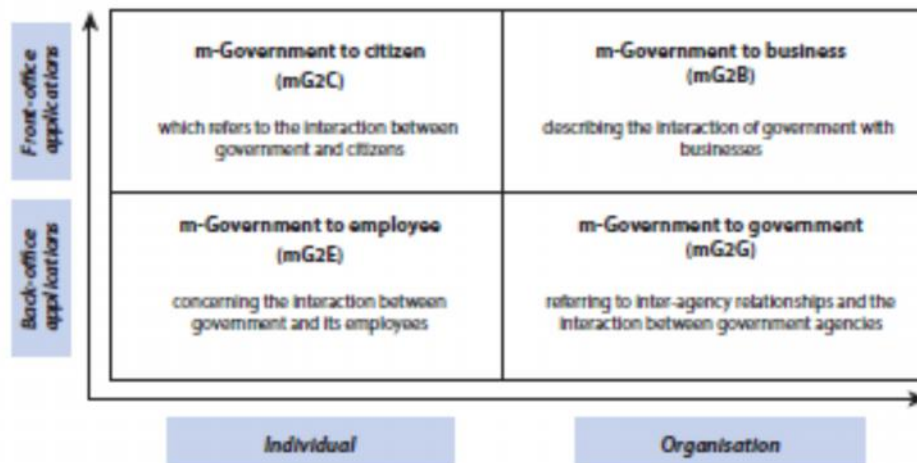 Front-office
applications
m-Government to citizen
(mG2C)
which refers to the interaction between
government and citizens
m-Government to business
(mG2B)
describing the interaction of government with
businesses
Back-office
applications
m-Government to employee
(mG2E)
concerning the interaction between
government and its employees
m-Government to government
(mG2G)
referring to inter-agency relationships and the
interaction between government agencies
Individual
Organisation